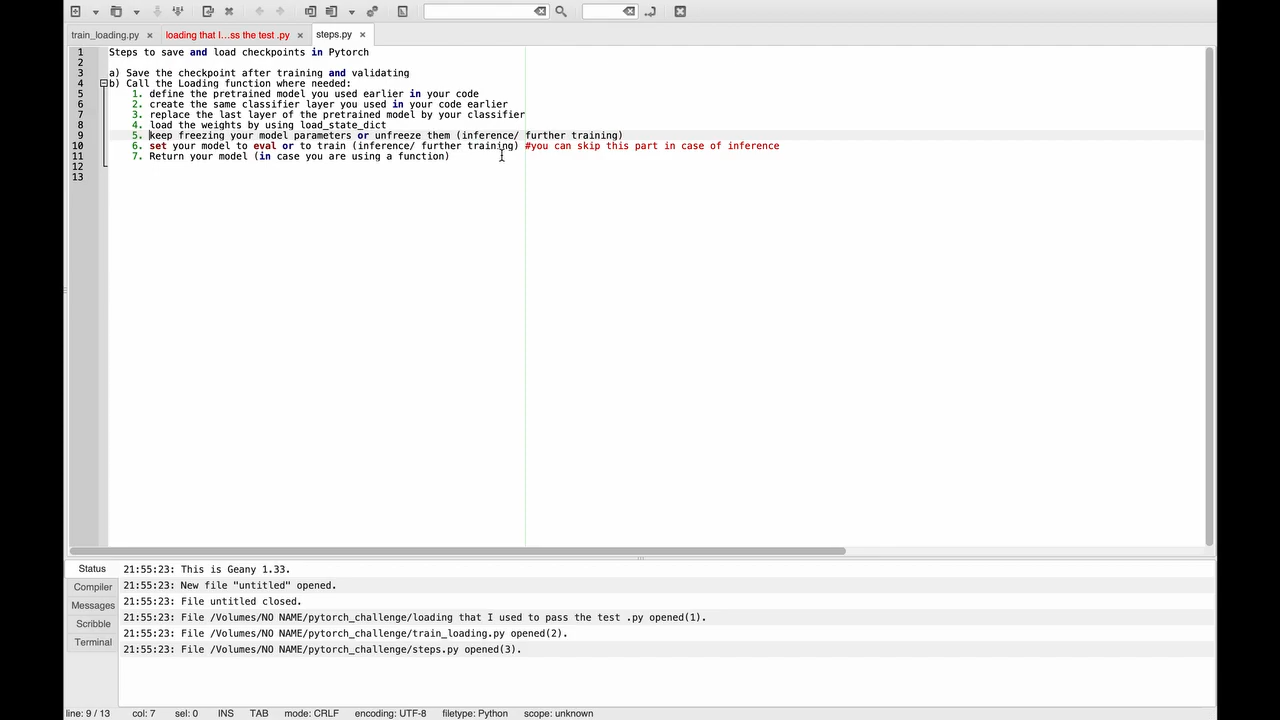 train_loading.py
loading that I...ss the test .py
steps.py
1 Steps to save and load checkpoints in Pytorch
2
3 a) Save the checkpoint after training and validating
4 b) Call the Loading function where needed:
5 1. define the pretrained model you used earlier in your code
6 2. create the same classifier layer you used in your code earlier
7 3. replace the last layer of the pretrained model by your classifier
8 4. load the weights by using load_state_dict
9 5. keep freezing your model parameters or unfreeze them (inference/ further training)
10 6. set your model to eval or to train (inference/ further training) #you can skip this part in case of inference
11 7. Return your model (in case you are using a function)
12
13
Status
21:55:23: This is Geany 1.33.
Compiler
21:55:23: New file "untitled" opened.
21:55:23: File untitled closed.
Messages
21:55:23: File /Volumes/NO NAME/pytorch_challenge/loading that I used to pass the test .py opened(1).
Scribble
21:55:23: File /Volumes/NO NAME/pytorch_challenge/train_loading.py opened(2).
Terminal
21:55:23: File /Volumes/NO NAME/pytorch_challenge/steps.py opened(3).
line: 9 / 13 col: 7 sel: 0 INS TAB mode: CRLF encoding: UTF-8 filetype: Python scope: unknown